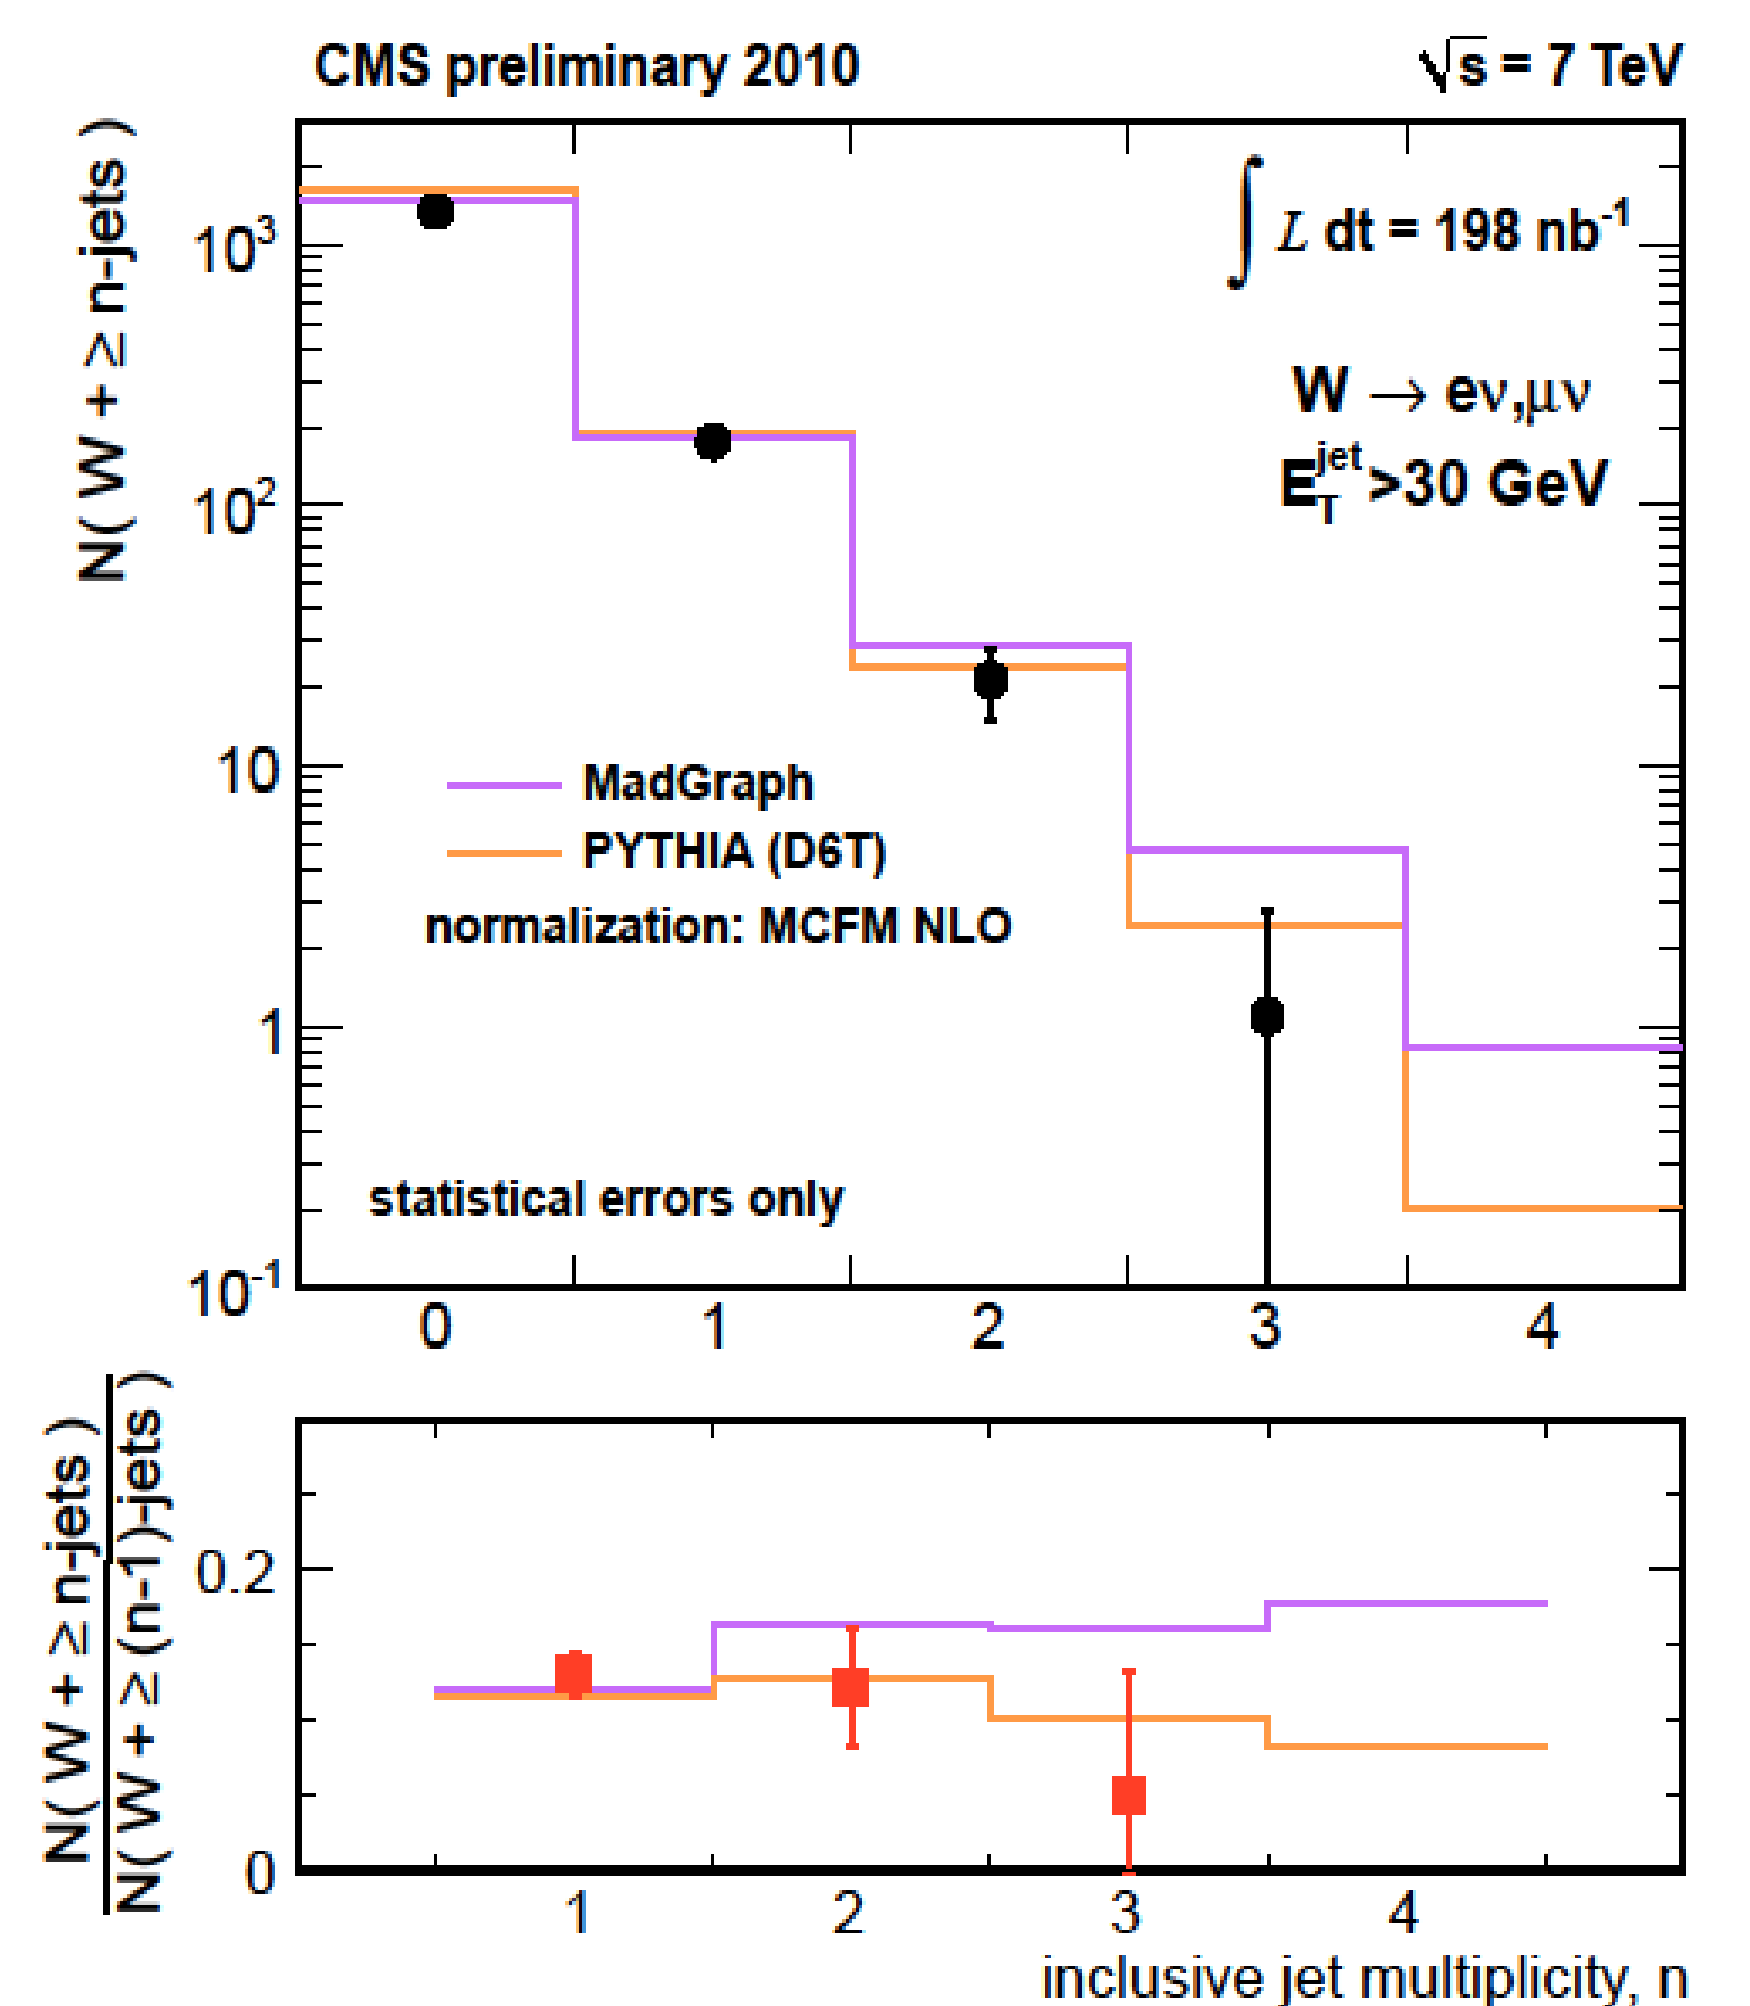 CMS preliminary 2010
√s = 7 TeV
N( W + ≥ n-jets )
10³
10²
10
1
10⁻¹
∫ L dt = 198 nb⁻¹
W → eν,μν
E_T^jet >30 GeV
MadGraph
PYTHIA (D6T)
normalization: MCFM NLO
statistical errors only
0 1 2 3 4
N( W + ≥ n-jets )
N( W + ≥ (n-1)-jets )
0.2
0
1 2 3 4
inclusive jet multiplicity, n